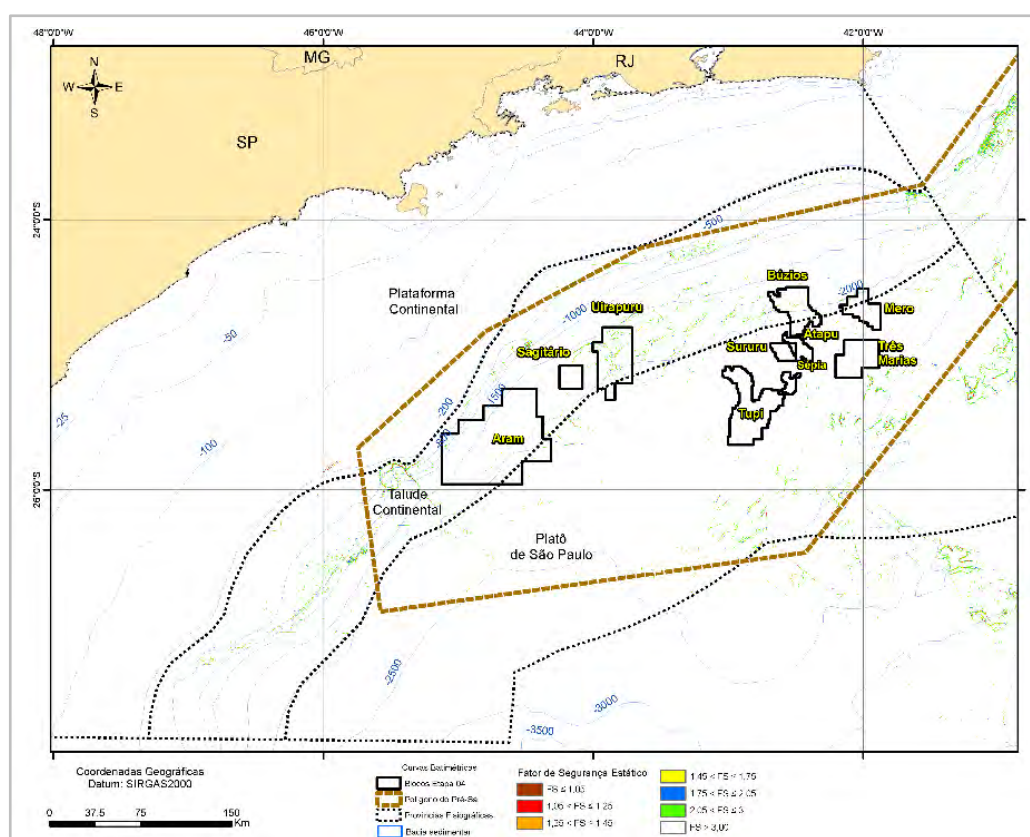 48°0'0"W
46°0'0"W
44°0'0"W
42°0'0"W
MG
RJ
N
W
E
S
SP
24°0'0"S
-500
Plataforma
Continental
Búzios
-2000
-1000
Uirapuru
Mero
Atapu
-50
Sagitário
Sururu
Três
Marias
Sépia
-200
1500
-25
Tupi
-100
Aram
26°0'0"S
Talude
Continental
Platô
de São Paulo
-2500
-3000
-3500
Coordenadas Geográficas
Datum: SIRGAS2000
0 37.5 75 150
Km
Curvas Batimétricas
Blocos Etapa 04
Polígono do Pré-Sal
Províncias Fisiográficas
Bacia sedimentar
Fator de Segurança Estático
FS ≤ 1,05
1,05 < FS ≤ 1,25
1,25 < FS ≤ 1,45
1,45 < FS ≤ 1,75
1,75 < FS ≤ 2,05
2,05 < FS ≤ 3
FS > 3,00